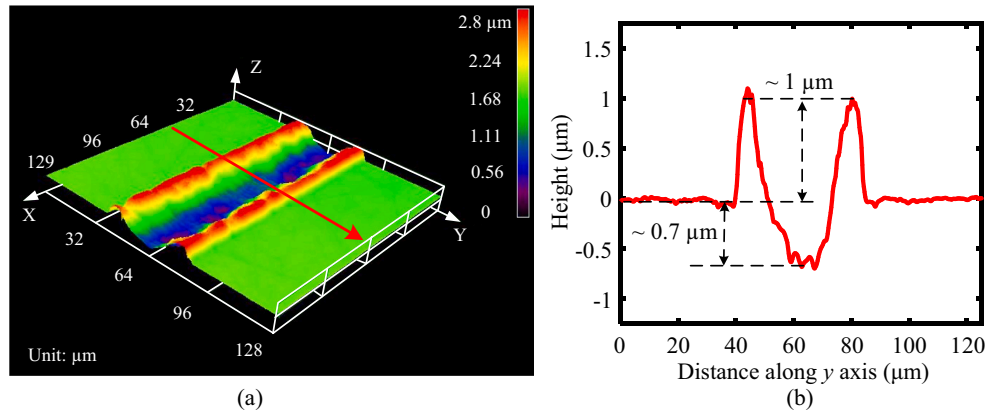 2.8 µm
2.24
1.68
1.11
0.56
0
Z
Y
X
32
64
96
129
32
64
96
128
Unit: µm
(a)
1.5
1
0.5
0
-0.5
-1
Height (µm)
~ 1 µm
~ 0.7 µm
0 20 40 60 80 100 120
Distance along y axis (µm)
(b)